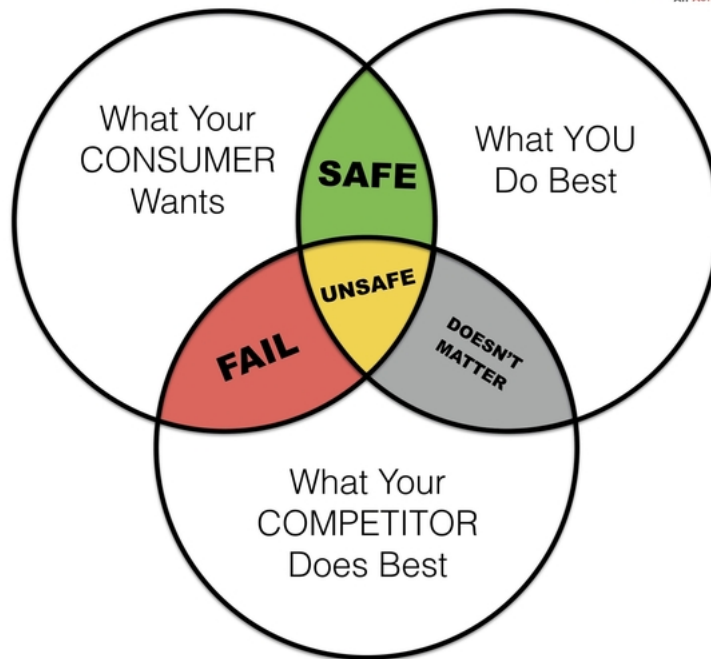 What Your
CONSUMER
Wants
What YOU
Do Best
SAFE
UNSAFE
FAIL
DOESN'T
MATTER
What Your
COMPETITOR
Does Best